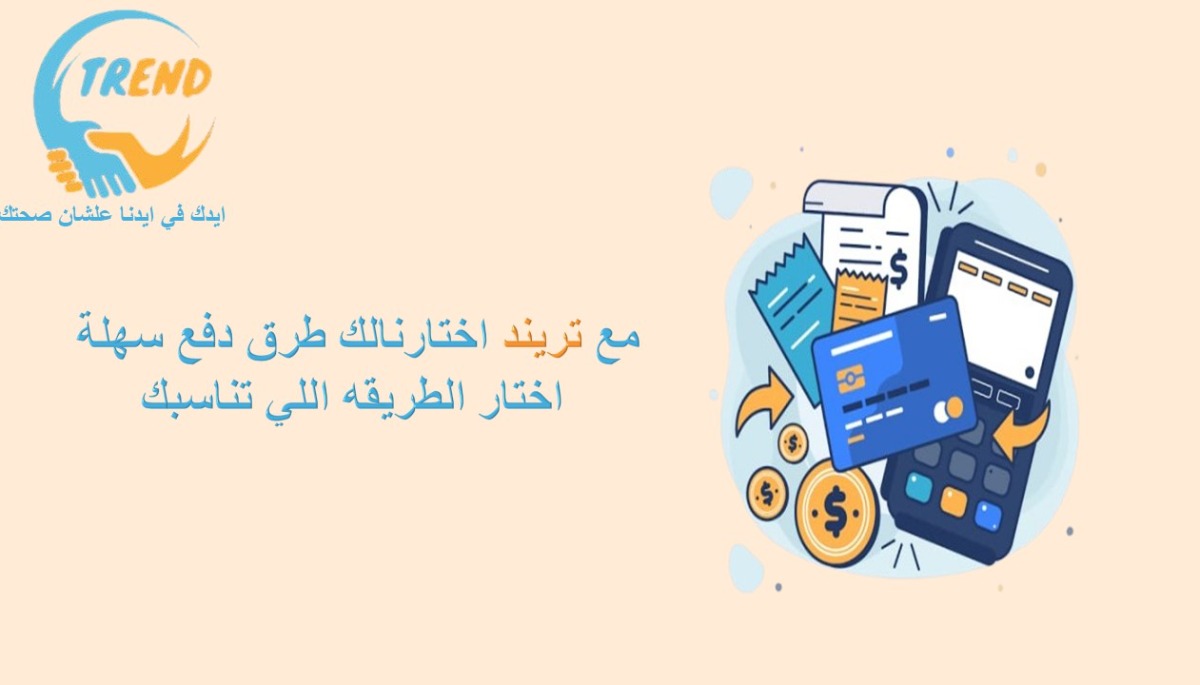 TREND
ايدك في ايدنا علشان صحتك
مع تريند اختارنالك طرق دفع سهلة
اختار الطريقه اللي تناسبك
$
$
$
$